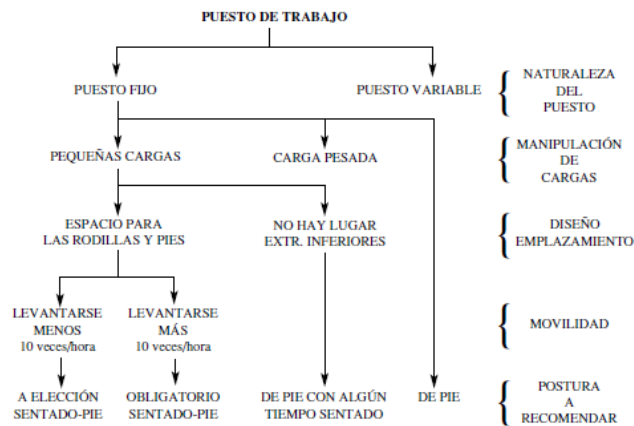 PUESTO DE TRABAJO
PUESTO FIJO
PUESTO VARIABLE
NATURALEZA
DEL
PUESTO
PEQUEÑAS CARGAS
CARGA PESADA
MANIPULACIÓN
DE
CARGAS
ESPACIO PARA
LAS RODILLAS Y PIES
NO HAY LUGAR
EXTR. INFERIORES
DISEÑO
EMPLAZAMIENTO
LEVANTARSE
MENOS
10 veces/hora
LEVANTARSE
MÁS
10 veces/hora
MOVILIDAD
A ELECCIÓN
SENTADO-PIE
OBLIGATORIO
SENTADO-PIE
DE PIE CON ALGÚN
TIEMPO SENTADO
DE PIE
POSTURA
A
RECOMENDAR